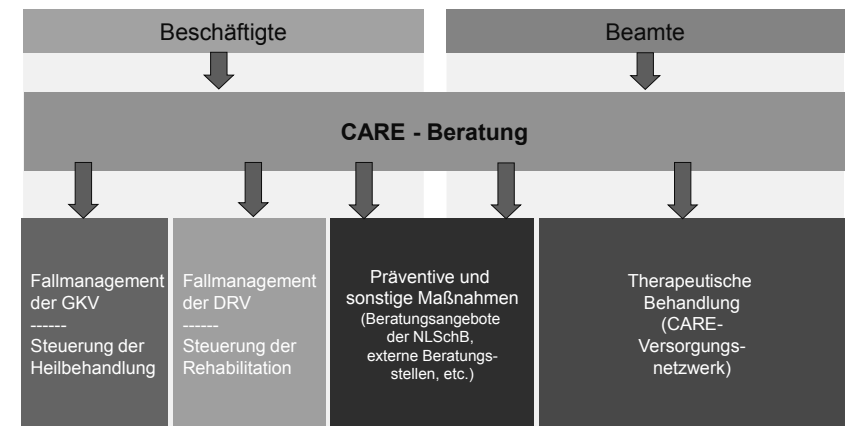 Beschäftigte
Beamte
CARE - Beratung
Fallmanagement
der GKV
------
Steuerung der
Heilbehandlung
Fallmanagement
der DRV
------
Steuerung der
Rehabilitation
Präventive und
sonstige Maßnahmen
(Beratungsangebote
der NLSchB,
externe Beratungs-
stellen, etc.)
Therapeutische
Behandlung
(CARE-
Versorgungs-
netzwerk)